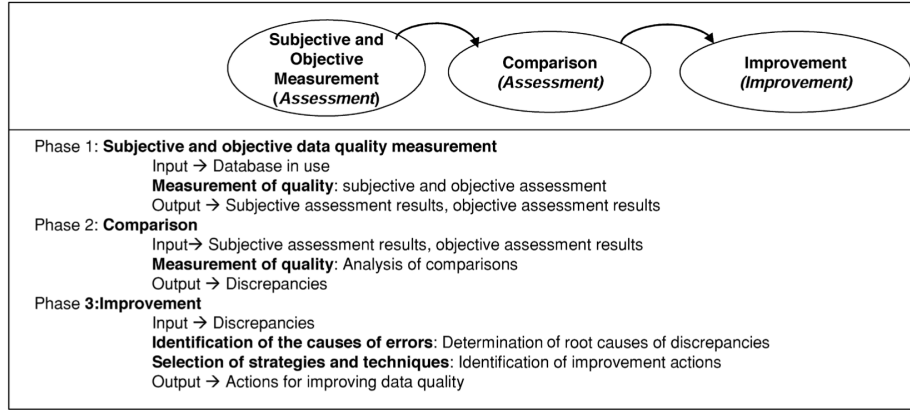 Subjective and
Objective
Measurement
(Assessment)
Comparison
(Assessment)
Improvement
(Improvement)
Phase 1: Subjective and objective data quality measurement
Input → Database in use
Measurement of quality: subjective and objective assessment
Output → Subjective assessment results, objective assessment results
Phase 2: Comparison
Input→ Subjective assessment results, objective assessment results
Measurement of quality: Analysis of comparisons
Output → Discrepancies
Phase 3:Improvement
Input → Discrepancies
Identification of the causes of errors: Determination of root causes of discrepancies
Selection of strategies and techniques: Identification of improvement actions
Output → Actions for improving data quality